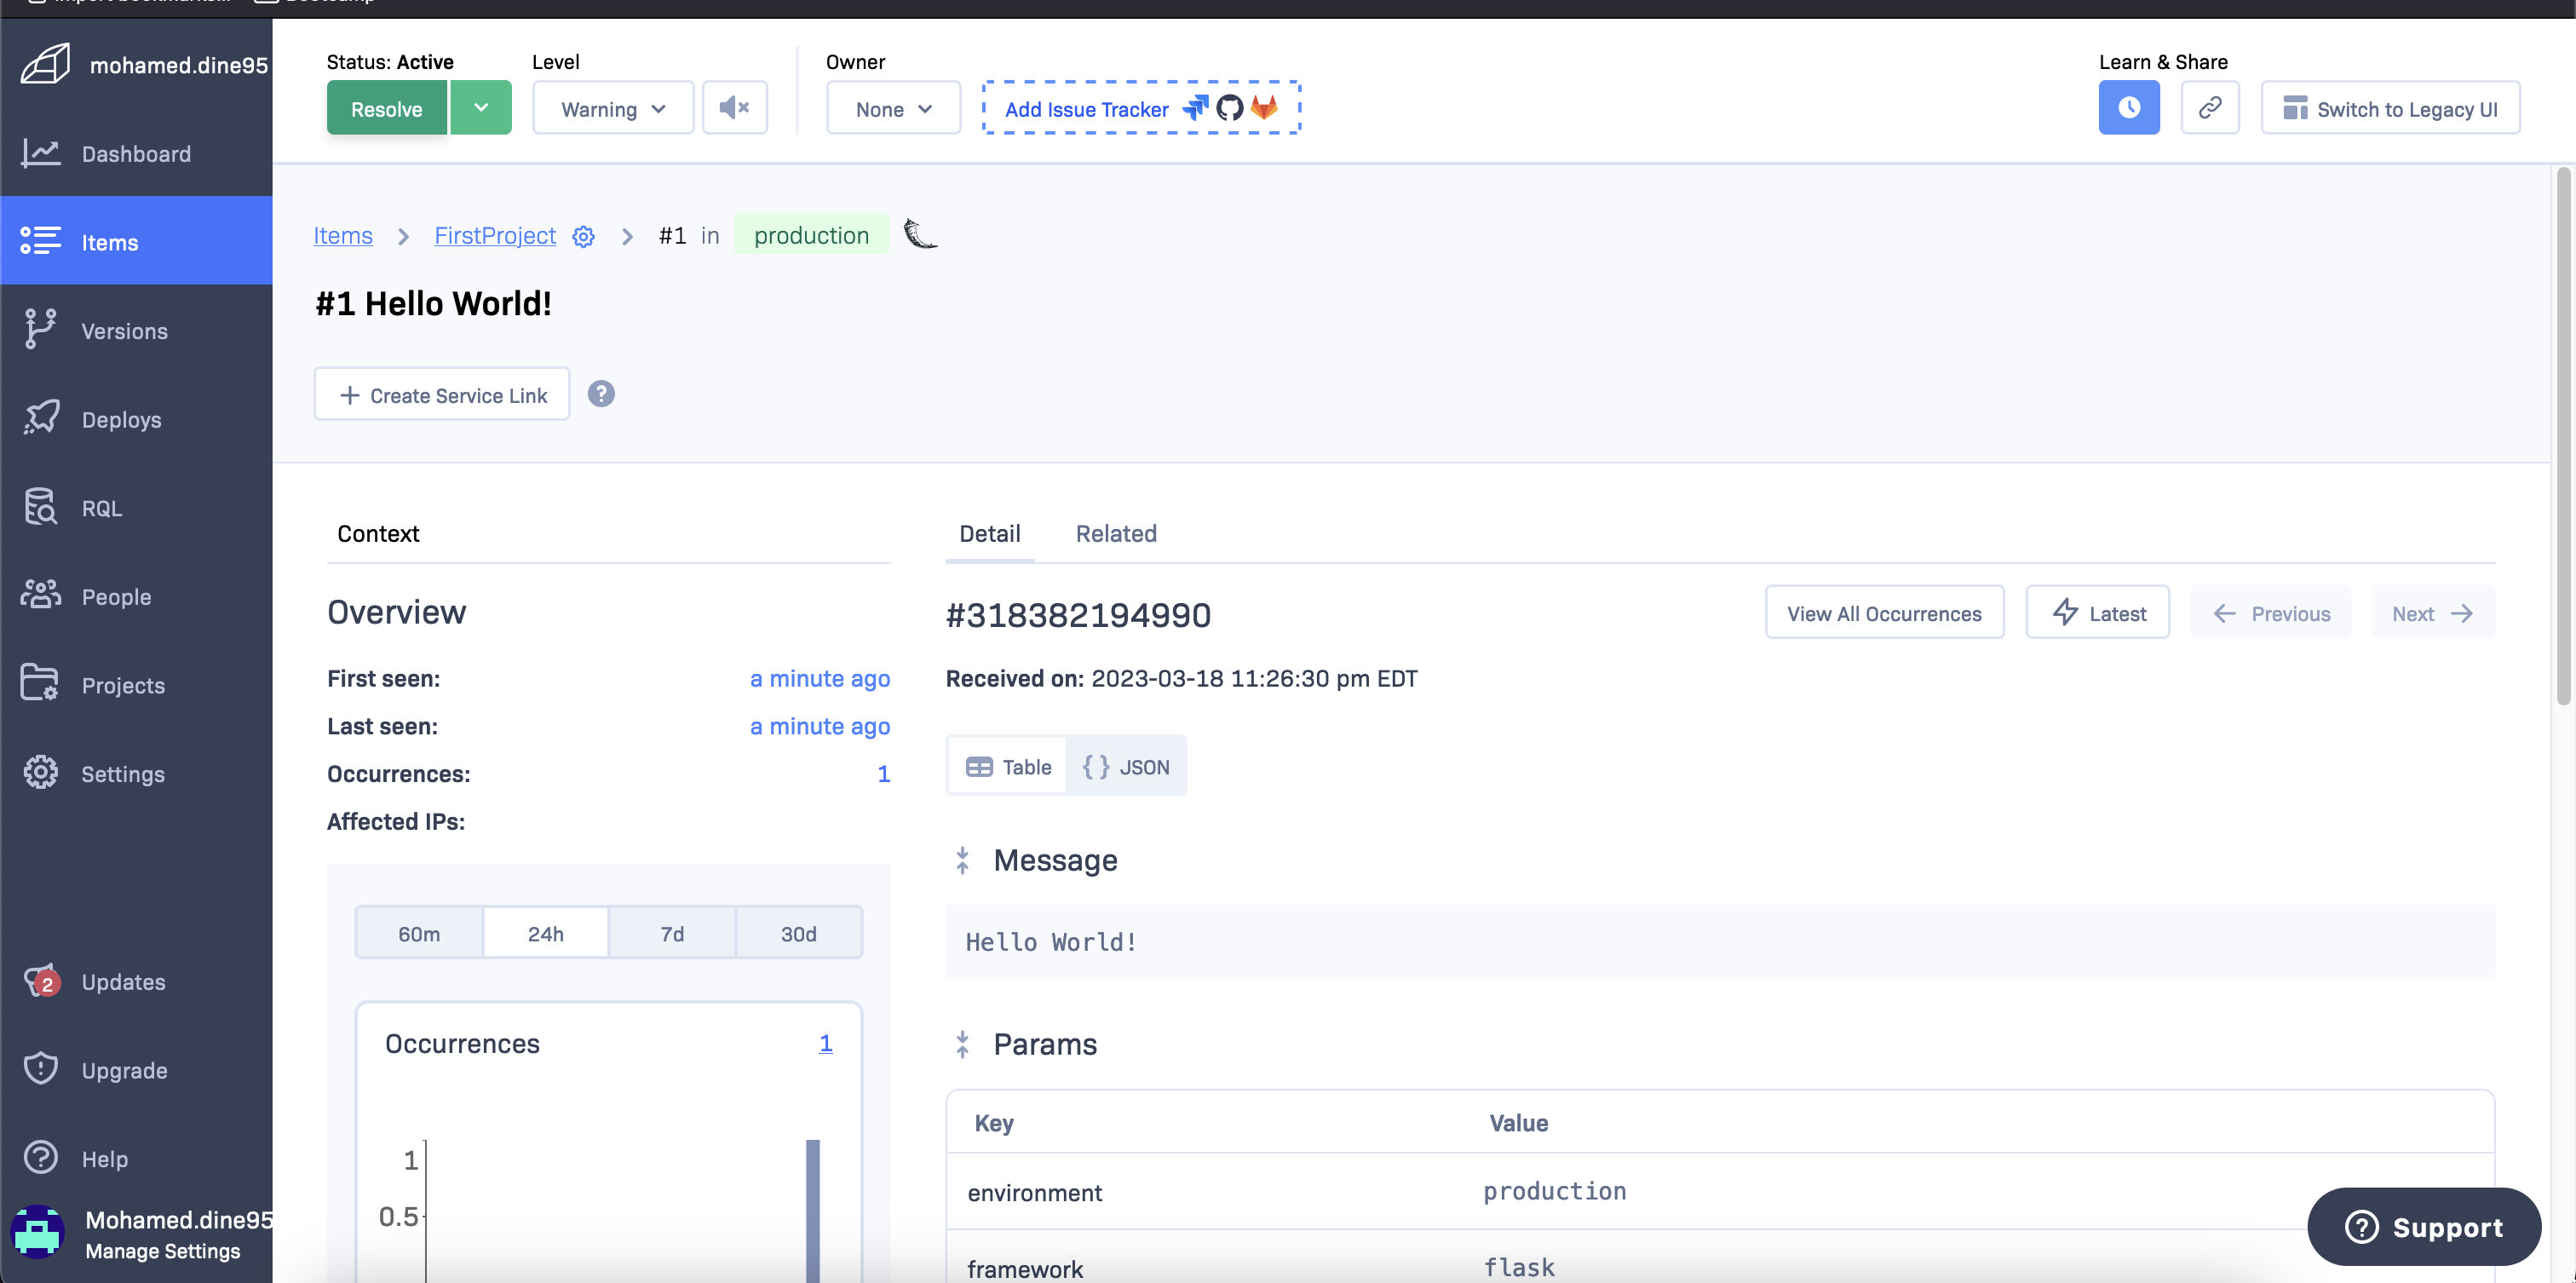 Import bookmarks... Bootcamp
mohamed.dine95
Dashboard
Items
Versions
Deploys
RQL
People
Projects
Settings
2 Updates
Upgrade
Help
Mohamed.dine95
Manage Settings
Status: Active
Resolve
Level
Warning
Owner
None
Add Issue Tracker
Learn & Share
Switch to Legacy UI
Items > FirstProject > #1 in production
#1 Hello World!
+ Create Service Link ?
Context
Overview
First seen: a minute ago
Last seen: a minute ago
Occurrences: 1
Affected IPs:
60m 24h 7d 30d
Occurrences 1
1
0.5
Detail Related
#318382194990
View All Occurrences Latest Previous Next
Received on: 2023-03-18 11:26:30 pm EDT
Table {} JSON
Message
Hello World!
Params
Key Value
environment production
framework flask
? Support